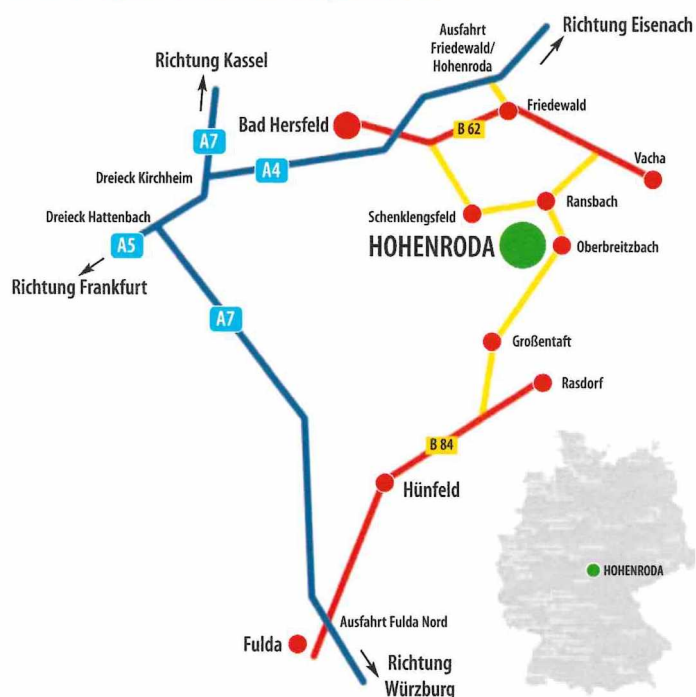 Ausfahrt
Friedewald/
Hohenroda
Richtung Eisenach
Richtung Kassel
Bad Hersfeld
B 62
Friedewald
A7
A4
Vacha
Dreieck Kirchheim
Ransbach
Schenklengsfeld
Dreieck Hattenbach
A5
HOHENRODA
Oberbreitzbach
Richtung Frankfurt
A7
Großentaft
Rasdorf
B 84
Hünfeld
HOHENRODA
Ausfahrt Fulda Nord
Fulda
Richtung
Würzburg